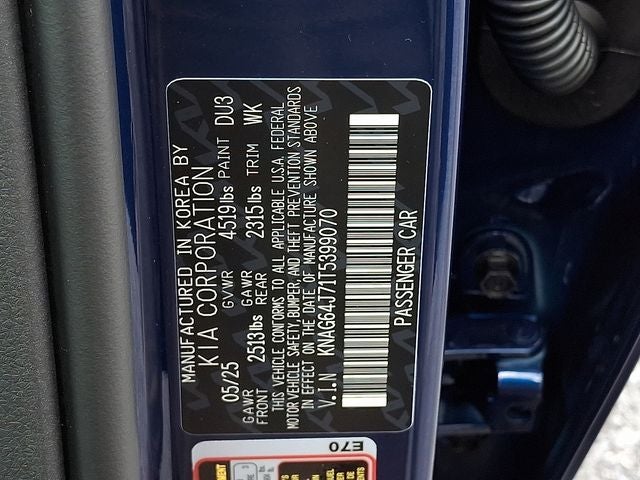 MANUFACTURED IN KOREA BY
KIA CORPORATION
05/25 GVWR 4519lbs PAINT DU3
GAWR FRONT 2513lbs GAWR REAR 2315lbs TRIM WK
THIS VEHICLE CONFORMS TO ALL APPLICABLE U.S.A. FEDERAL
MOTOR VEHICLE SAFETY, BUMPER, AND THEFT PREVENTION STANDARDS
IN EFFECT ON THE DATE OF MANUFACTURE SHOWN ABOVE
V.I.N KNAG64J71T5399070
PASSENGER CAR
E70